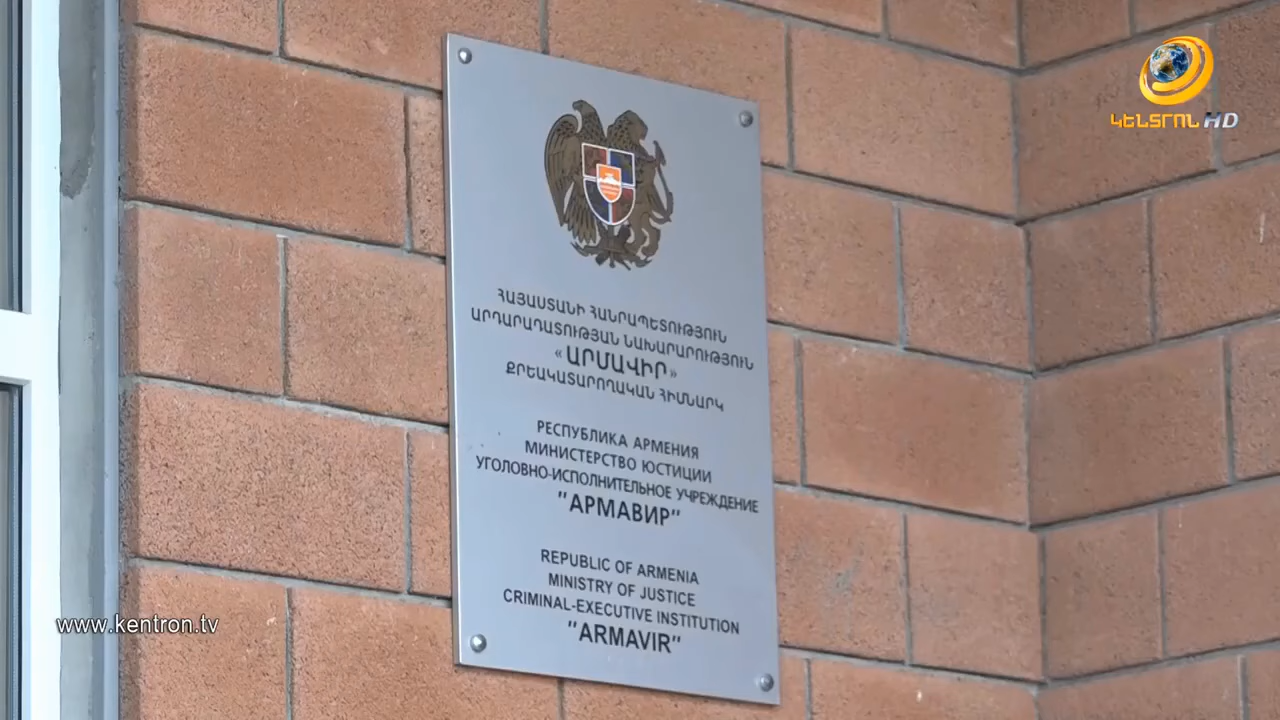 ԿԵՆՏՐՈՆ HD
ՀԱՅԱՍՏԱՆԻ ՀԱՆՐԱՊԵՏՈՒԹՅՈՒՆ
ԱՐԴԱՐԱԴԱՏՈՒԹՅԱՆ ՆԱԽԱՐԱՐՈՒԹՅՈՒՆ
«ԱՐՄԱՎԻՐ»
ՔՐԵԱԿԱՏԱՐՈՂԱԿԱՆ ՀԻՄՆԱՐԿ
РЕСПУБЛИКА АРМЕНИЯ
МИНИСТЕРСТВО ЮСТИЦИИ
УГОЛОВНО-ИСПОЛНИТЕЛЬНОЕ УЧРЕЖДЕНИЕ
"АРМАВИР"
REPUBLIC OF ARMENIA
MINISTRY OF JUSTICE
CRIMINAL-EXECUTIVE INSTITUTION
"ARMAVIR"
www.kentron.tv